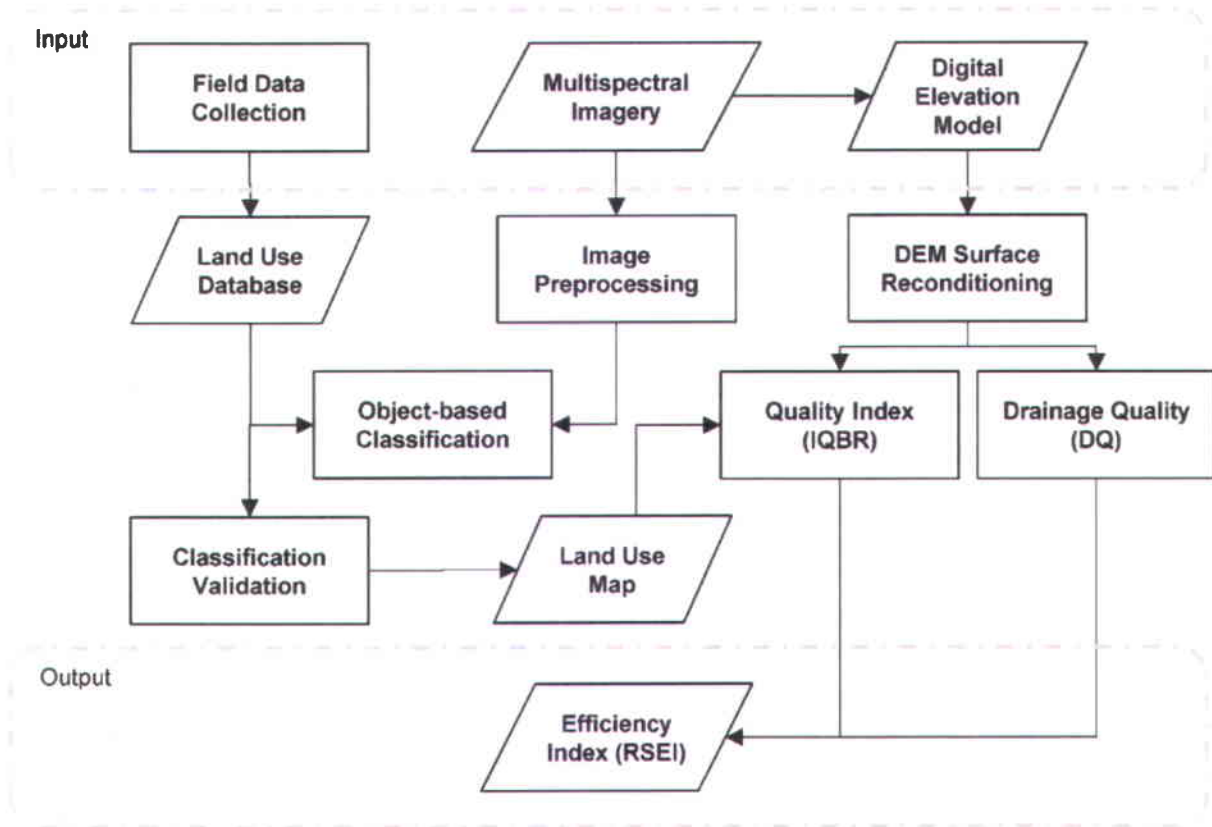 Input
Field Data
Collection
Multispectral
Imagery
Digital
Elevation
Model
Land Use
Database
Image
Preprocessing
DEM Surface
Reconditioning
Object-based
Classification
Quality Index
(IQBR)
Drainage Quality
(DQ)
Classification
Validation
Land Use
Map
Output
Efficiency
Index (RSEI)